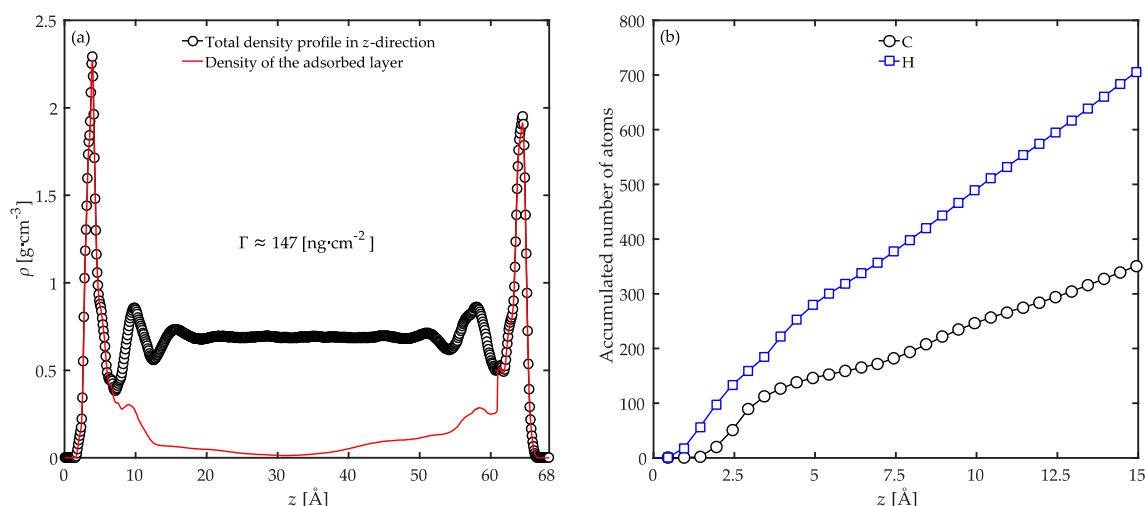 (a)
Total density profile in z-direction
Density of the adsorbed layer
Γ ≈ 147 [ng·cm⁻² ]
ρ [g·cm⁻³]
2.5
2
1.5
1
0.5
0
0 10 20 30 40 50 60 68
z [Å]
(b)
C
H
Accumulated number of atoms
800
700
600
500
400
300
200
100
0
0 2.5 5 7.5 10 12.5 15
z [Å]